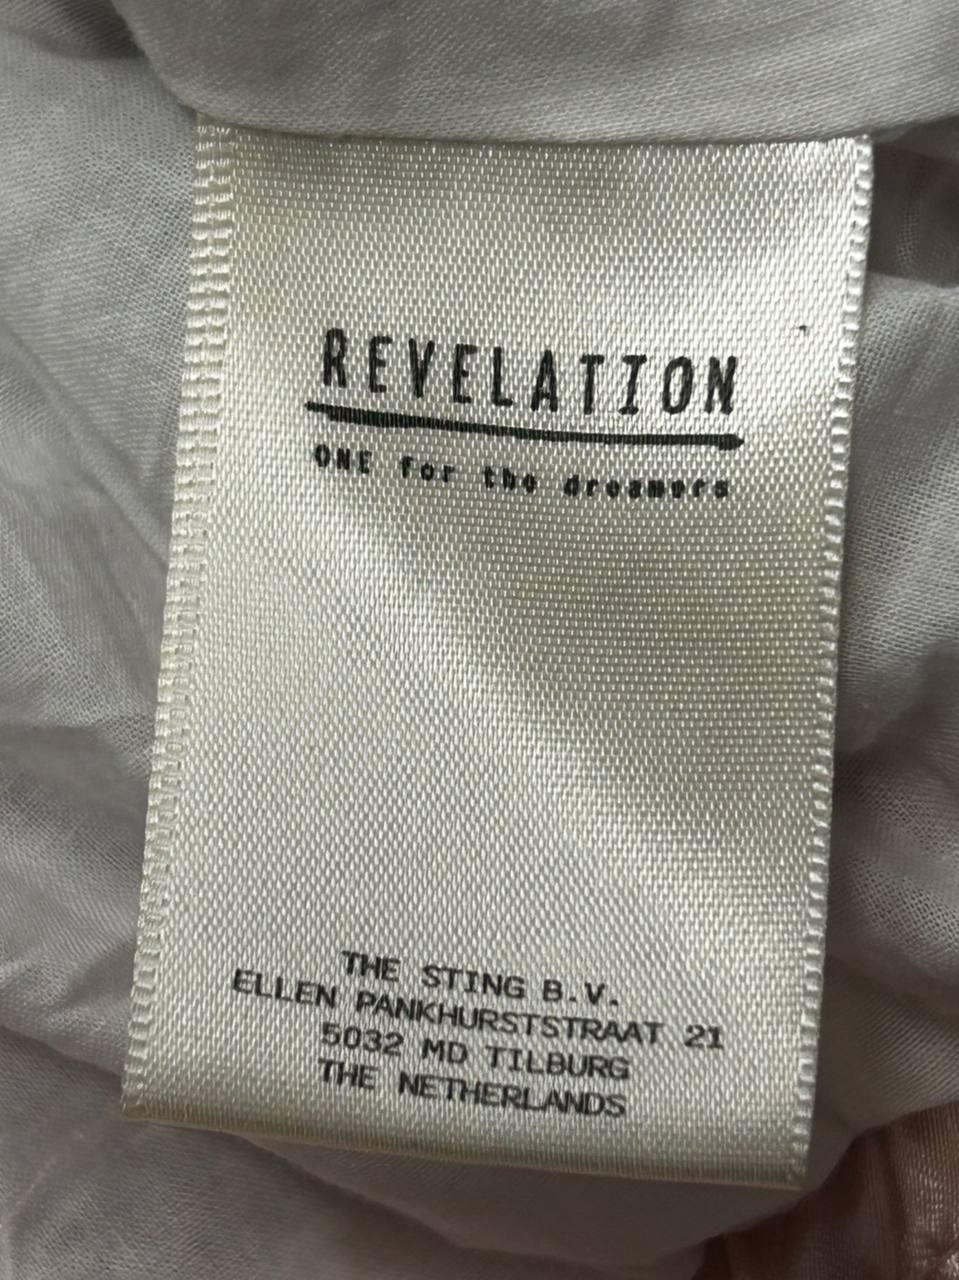 REVELATION
ONE for the dreamers
THE STING B.V.
ELLEN PANKHURSTSTRAAT 21
5032 MD TILBURG
THE NETHERLANDS